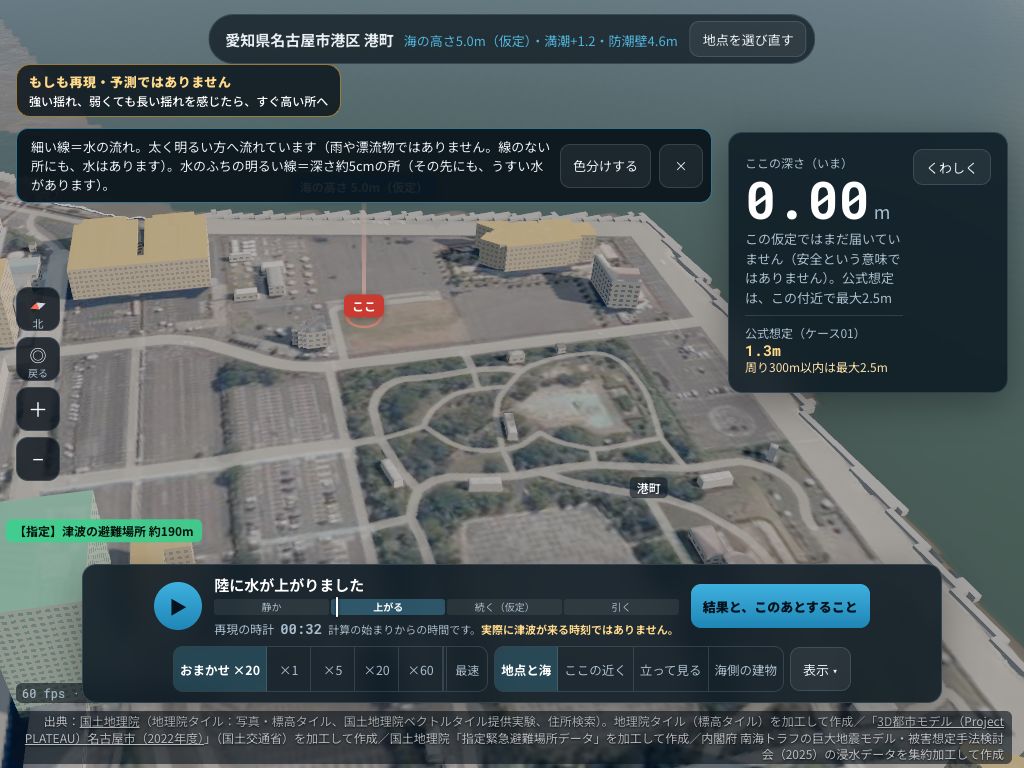 愛知県名古屋市港区 港町 海の高さ5.0m（仮定）・満潮+1.2・防潮壁4.6m 地点を選び直す
もしも再現・予測ではありません
強い揺れ、弱くても長い揺れを感じたら、すぐ高い所へ
細い線＝水の流れ。太く明るい方へ流れています（雨や漂流物ではありません。線のない
所にも、水はあります）。水のふちの明るい線＝深さ約5cmの所（その先にも、うすい水
があります）。
色分けする ×
海の高さ 5.0m（仮定）
ここの深さ（いま） くわしく
0.00 m
この仮定ではまだ届いてい
ません（安全という意味で
はありません）。公式想定
は、この付近で最大2.5m
公式想定（ケース01）
1.3m
周り300m以内は最大2.5m
ここ
北
戻る
+
−
港町
【指定】津波の避難場所 約190m
陸に水が上がりました
静か 上がる 続く（仮定） 引く
再現の時計 00:32 計算の始まりからの時間です。実際に津波が来る時刻ではありません。
結果と、このあとすること
おまかせ ×20 ×1 ×5 ×20 ×60 最速 地点と海 ここの近く 立って見る 海側の建物 表示 ▾
60 fps ·
出典：国土地理院（地理院タイル：写真・標高タイル、国土地理院ベクトルタイル提供実験、住所検索）。地理院タイル（標高タイル）を加工して作成／「3D都市モデル（Project
PLATEAU）名古屋市（2022年度）」（国土交通省）を加工して作成／国土地理院「指定緊急避難場所データ」を加工して作成／内閣府 南海トラフの巨大地震モデル・被害想定手法検討
会（2025）の浸水データを集約加工して作成